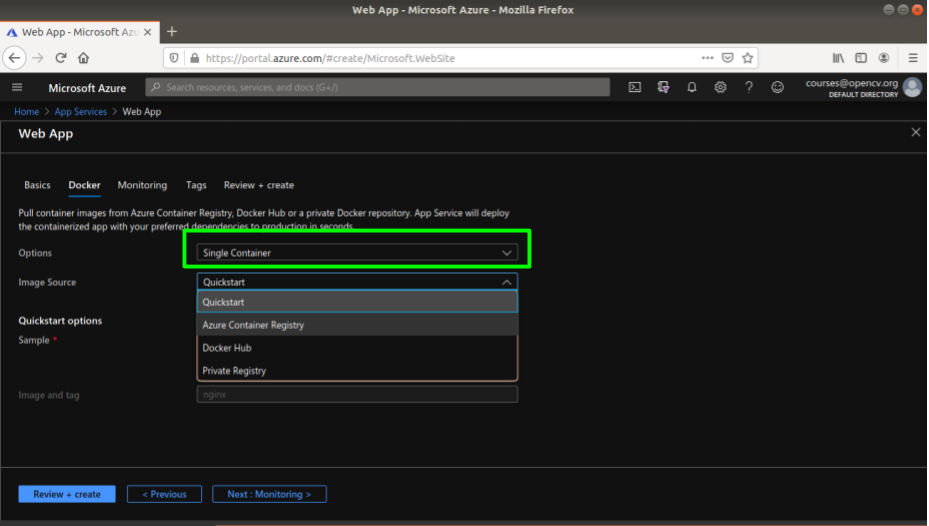 Web App - Microsoft Azure - Mozilla Firefox
Web App - Microsoft Azu
https://portal.azure.com/#create/Microsoft.WebSite
Microsoft Azure
Search resources, services, and docs (G+/)
courses@opencv.org
DEFAULT DIRECTORY
Home > App Services > Web App
Web App
Basics Docker Monitoring Tags Review + create
Pull container images from Azure Container Registry, Docker Hub or a private Docker repository. App Service will deploy
the containerized app with your preferred dependencies to production in seconds.
Options Single Container
Image Source Quickstart
Quickstart
Quickstart options
Azure Container Registry
Sample *
Docker Hub
Private Registry
Image and tag nginx
Review + create < Previous Next : Monitoring >